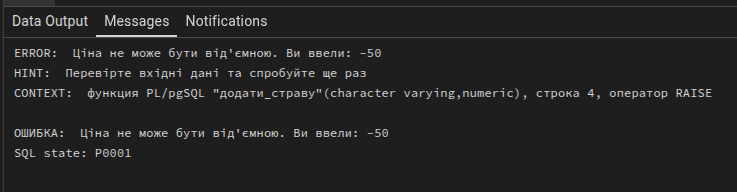 Data Output Messages Notifications
ERROR:  Ціна не може бути від'ємною. Ви ввели: -50
HINT:  Перевірте вхідні дані та спробуйте ще раз
CONTEXT:  функция PL/pgSQL "додати_страву"(character varying,numeric), строка 4, оператор RAISE
ОШИБКА:  Ціна не може бути від'ємною. Ви ввели: -50
SQL state: P0001